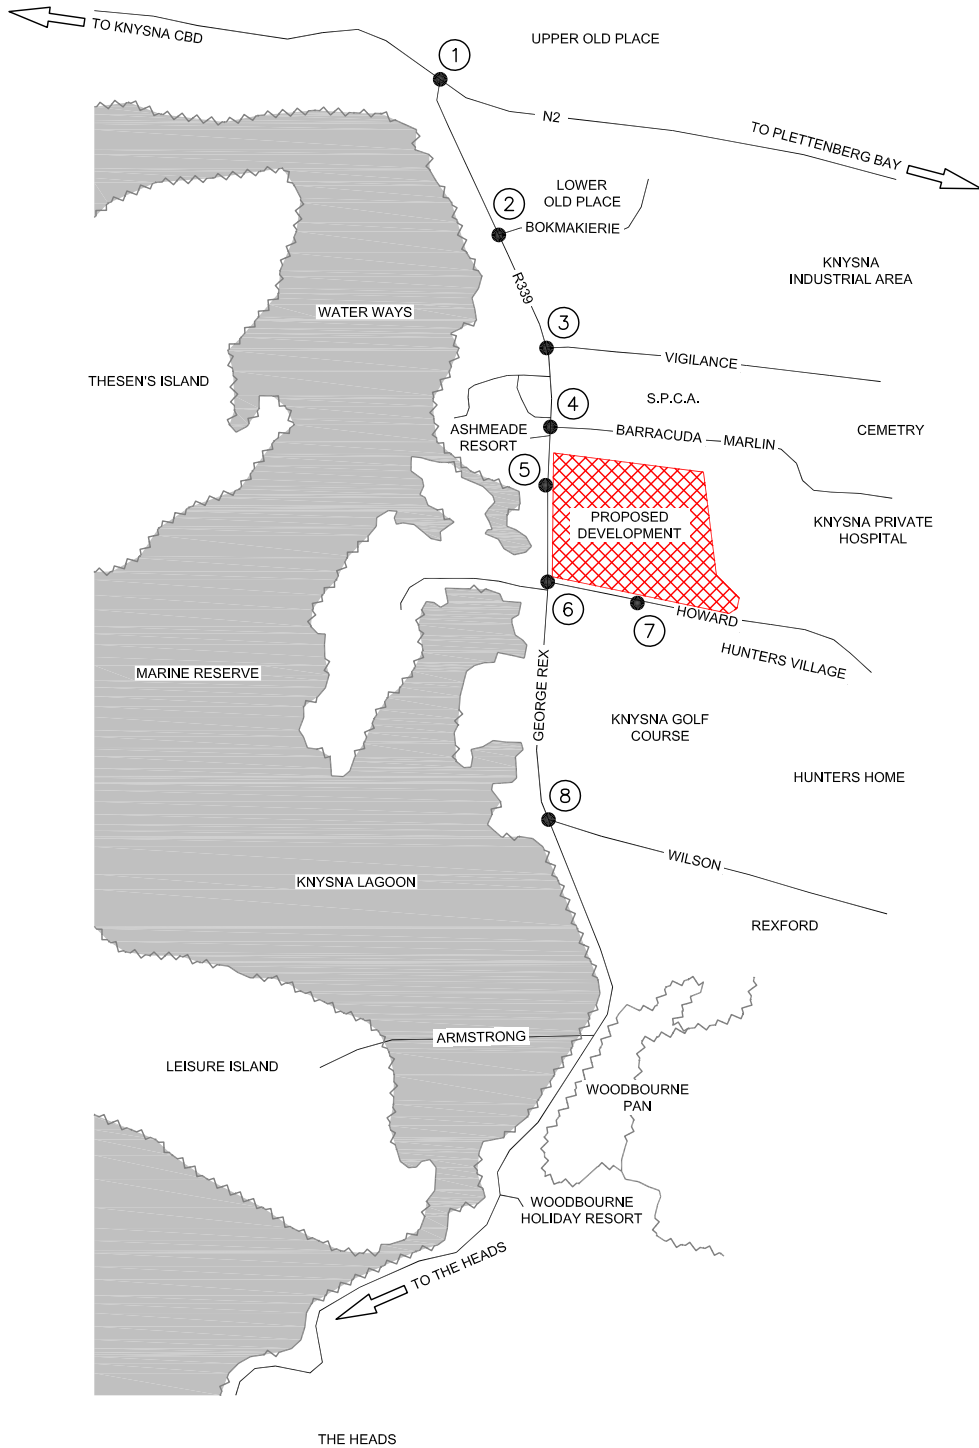 TO KNYSNA CBD
UPPER OLD PLACE
1
N2
TO PLETTENBERG BAY
LOWER
OLD PLACE
2
BOKMAKIERIE
KNYSNA
INDUSTRIAL AREA
R339
WATER WAYS
3
VIGILANCE
THESEN'S ISLAND
S.P.C.A.
4
ASHMEADE
RESORT
BARRACUDA
MARLIN
CEMETRY
5
PROPOSED
DEVELOPMENT
KNYSNA PRIVATE
HOSPITAL
6
7
HOWARD
HUNTERS VILLAGE
MARINE RESERVE
GEORGE REX
KNYSNA GOLF
COURSE
HUNTERS HOME
8
WILSON
KNYSNA LAGOON
REXFORD
ARMSTRONG
LEISURE ISLAND
WOODBOURNE
PAN
WOODBOURNE
HOLIDAY RESORT
TO THE HEADS
THE HEADS